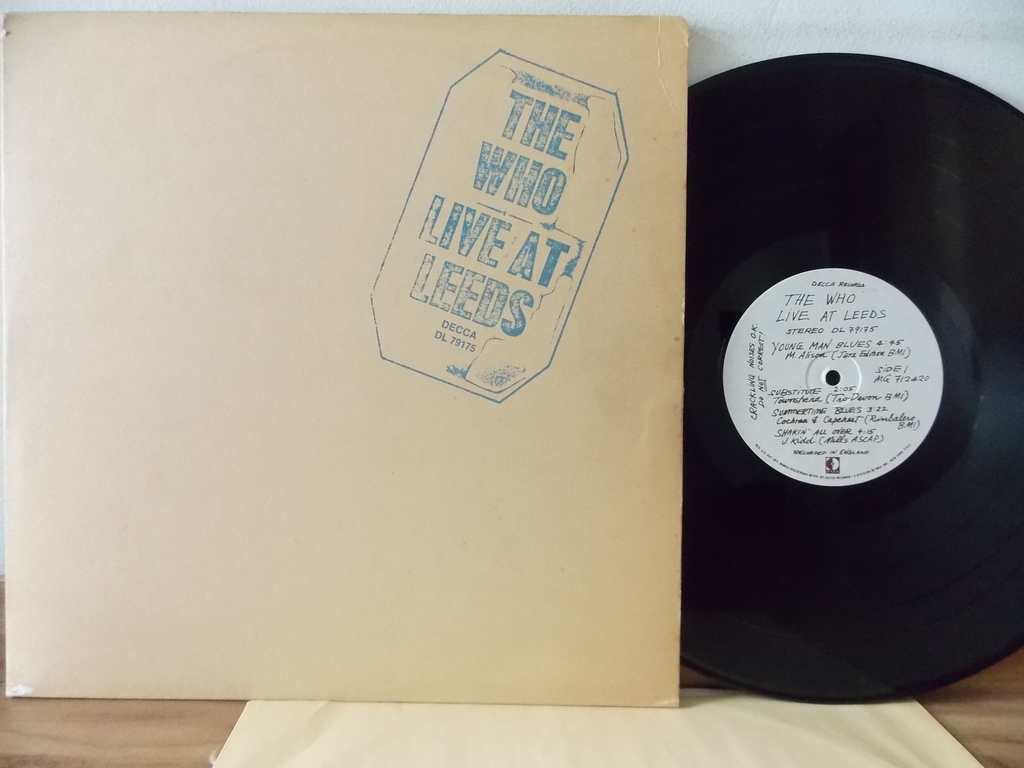 THE
WHO
LIVE AT
LEEDS
DECCA
DL 79175
DECCA RECORDS
THE WHO
LIVE AT LEEDS
STEREO DL 79175
YOUNG MAN BLUES 4:45
M. Alison (Jazz Edition BMI)
SIDE 1
MG 712420
CRACKLING NOISES O.K.
DO NOT CORRECT!
SUBSTITUTE 2:05
Townshend (Tro-Devon BMI)
SUMMERTIME BLUES 3:22
Cochran & Capehart (Rumbalero
BMI)
SHAKIN' ALL OVER 4:15
J. Kidd (Mills ASCAP)
RECORDED IN ENGLAND